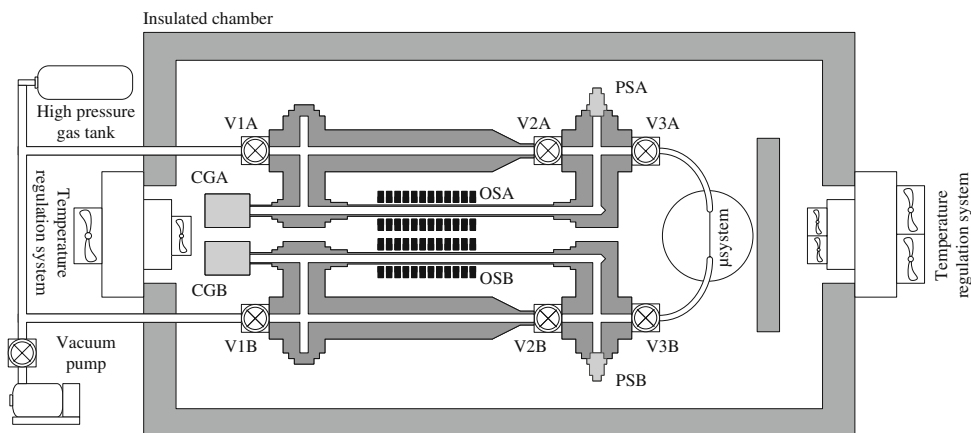 Insulated chamber
High pressure
gas tank
V1A
V2A
PSA
V3A
CGA
OSA
Temperature
regulation system
µsystem
Temperature
regulation system
CGB
OSB
V1B
V2B
V3B
Vacuum
pump
PSB